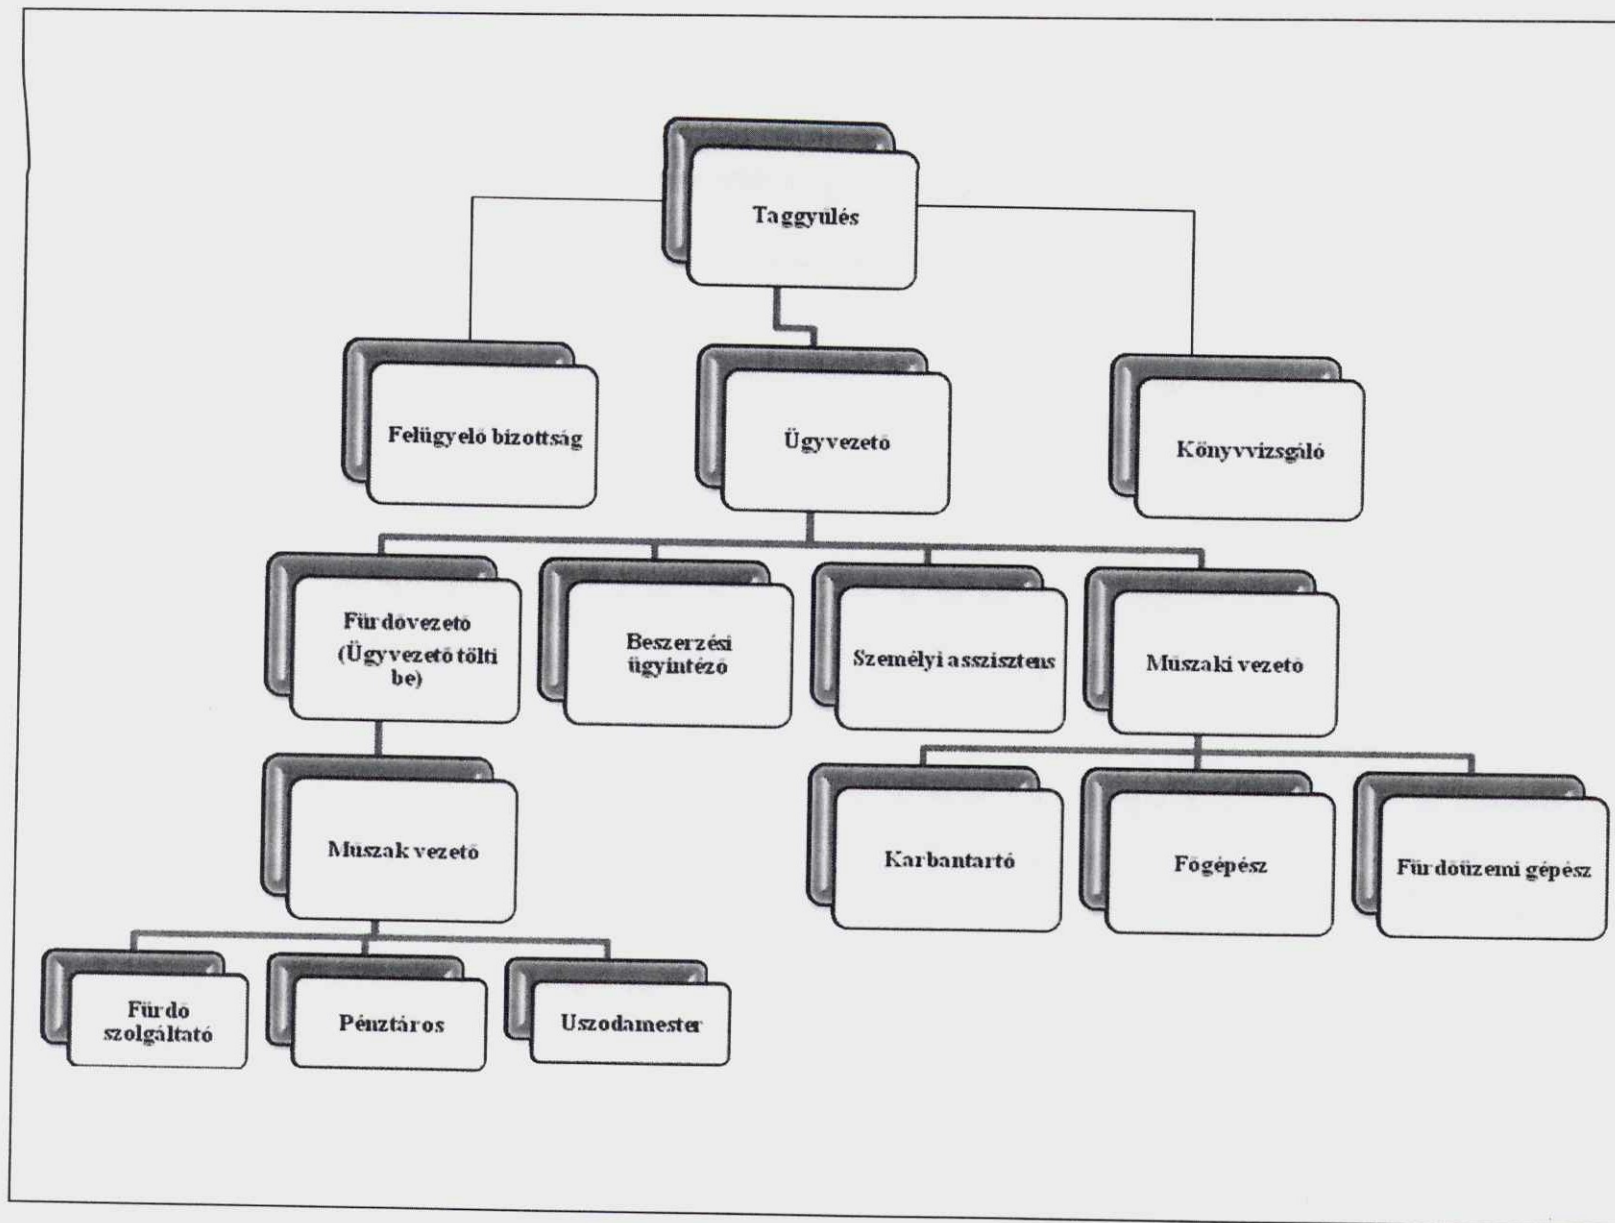 Taggyűlés
Felügyelő bizottság
Ügyvezető
Könyvvizsgáló
Fürdővezető
(Ügyvezető tölti
be)
Beszerzési
ügyintéző
Személyi asszisztens
Műszaki vezető
Műszak vezető
Karbantartó
Főgépész
Fürdőüzemi gépész
Fürdő
szolgáltató
Pénztáros
Uszodamester